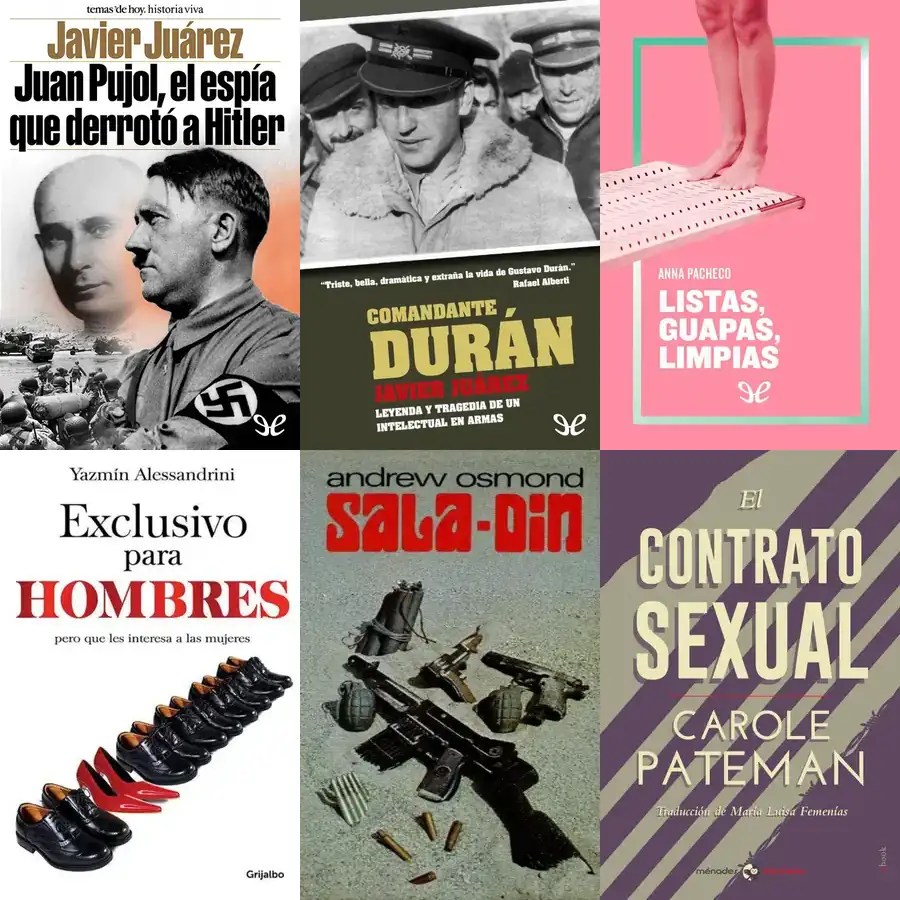 temas de hoy. historia viva
Javier Juárez
Juan Pujol, el espía
que derrotó a Hitler
"Triste, bella, dramática y extraña la vida de Gustavo Durán."
Rafael Alberti
COMANDANTE
DURÁN
JAVIER JUÁREZ
LEYENDA Y TRAGEDIA DE UN
INTELECTUAL EN ARMAS
ANNA PACHECO
LISTAS,
GUAPAS,
LIMPIAS
Yazmín Alessandrini
Exclusivo
para
HOMBRES
pero que les interesa a las mujeres
Grijalbo
andrew osmond
SALA-DIN
El
CONTRATO
SEXUAL
CAROLE
PATEMAN
Traducción de María Luisa Femenías
ménades
book